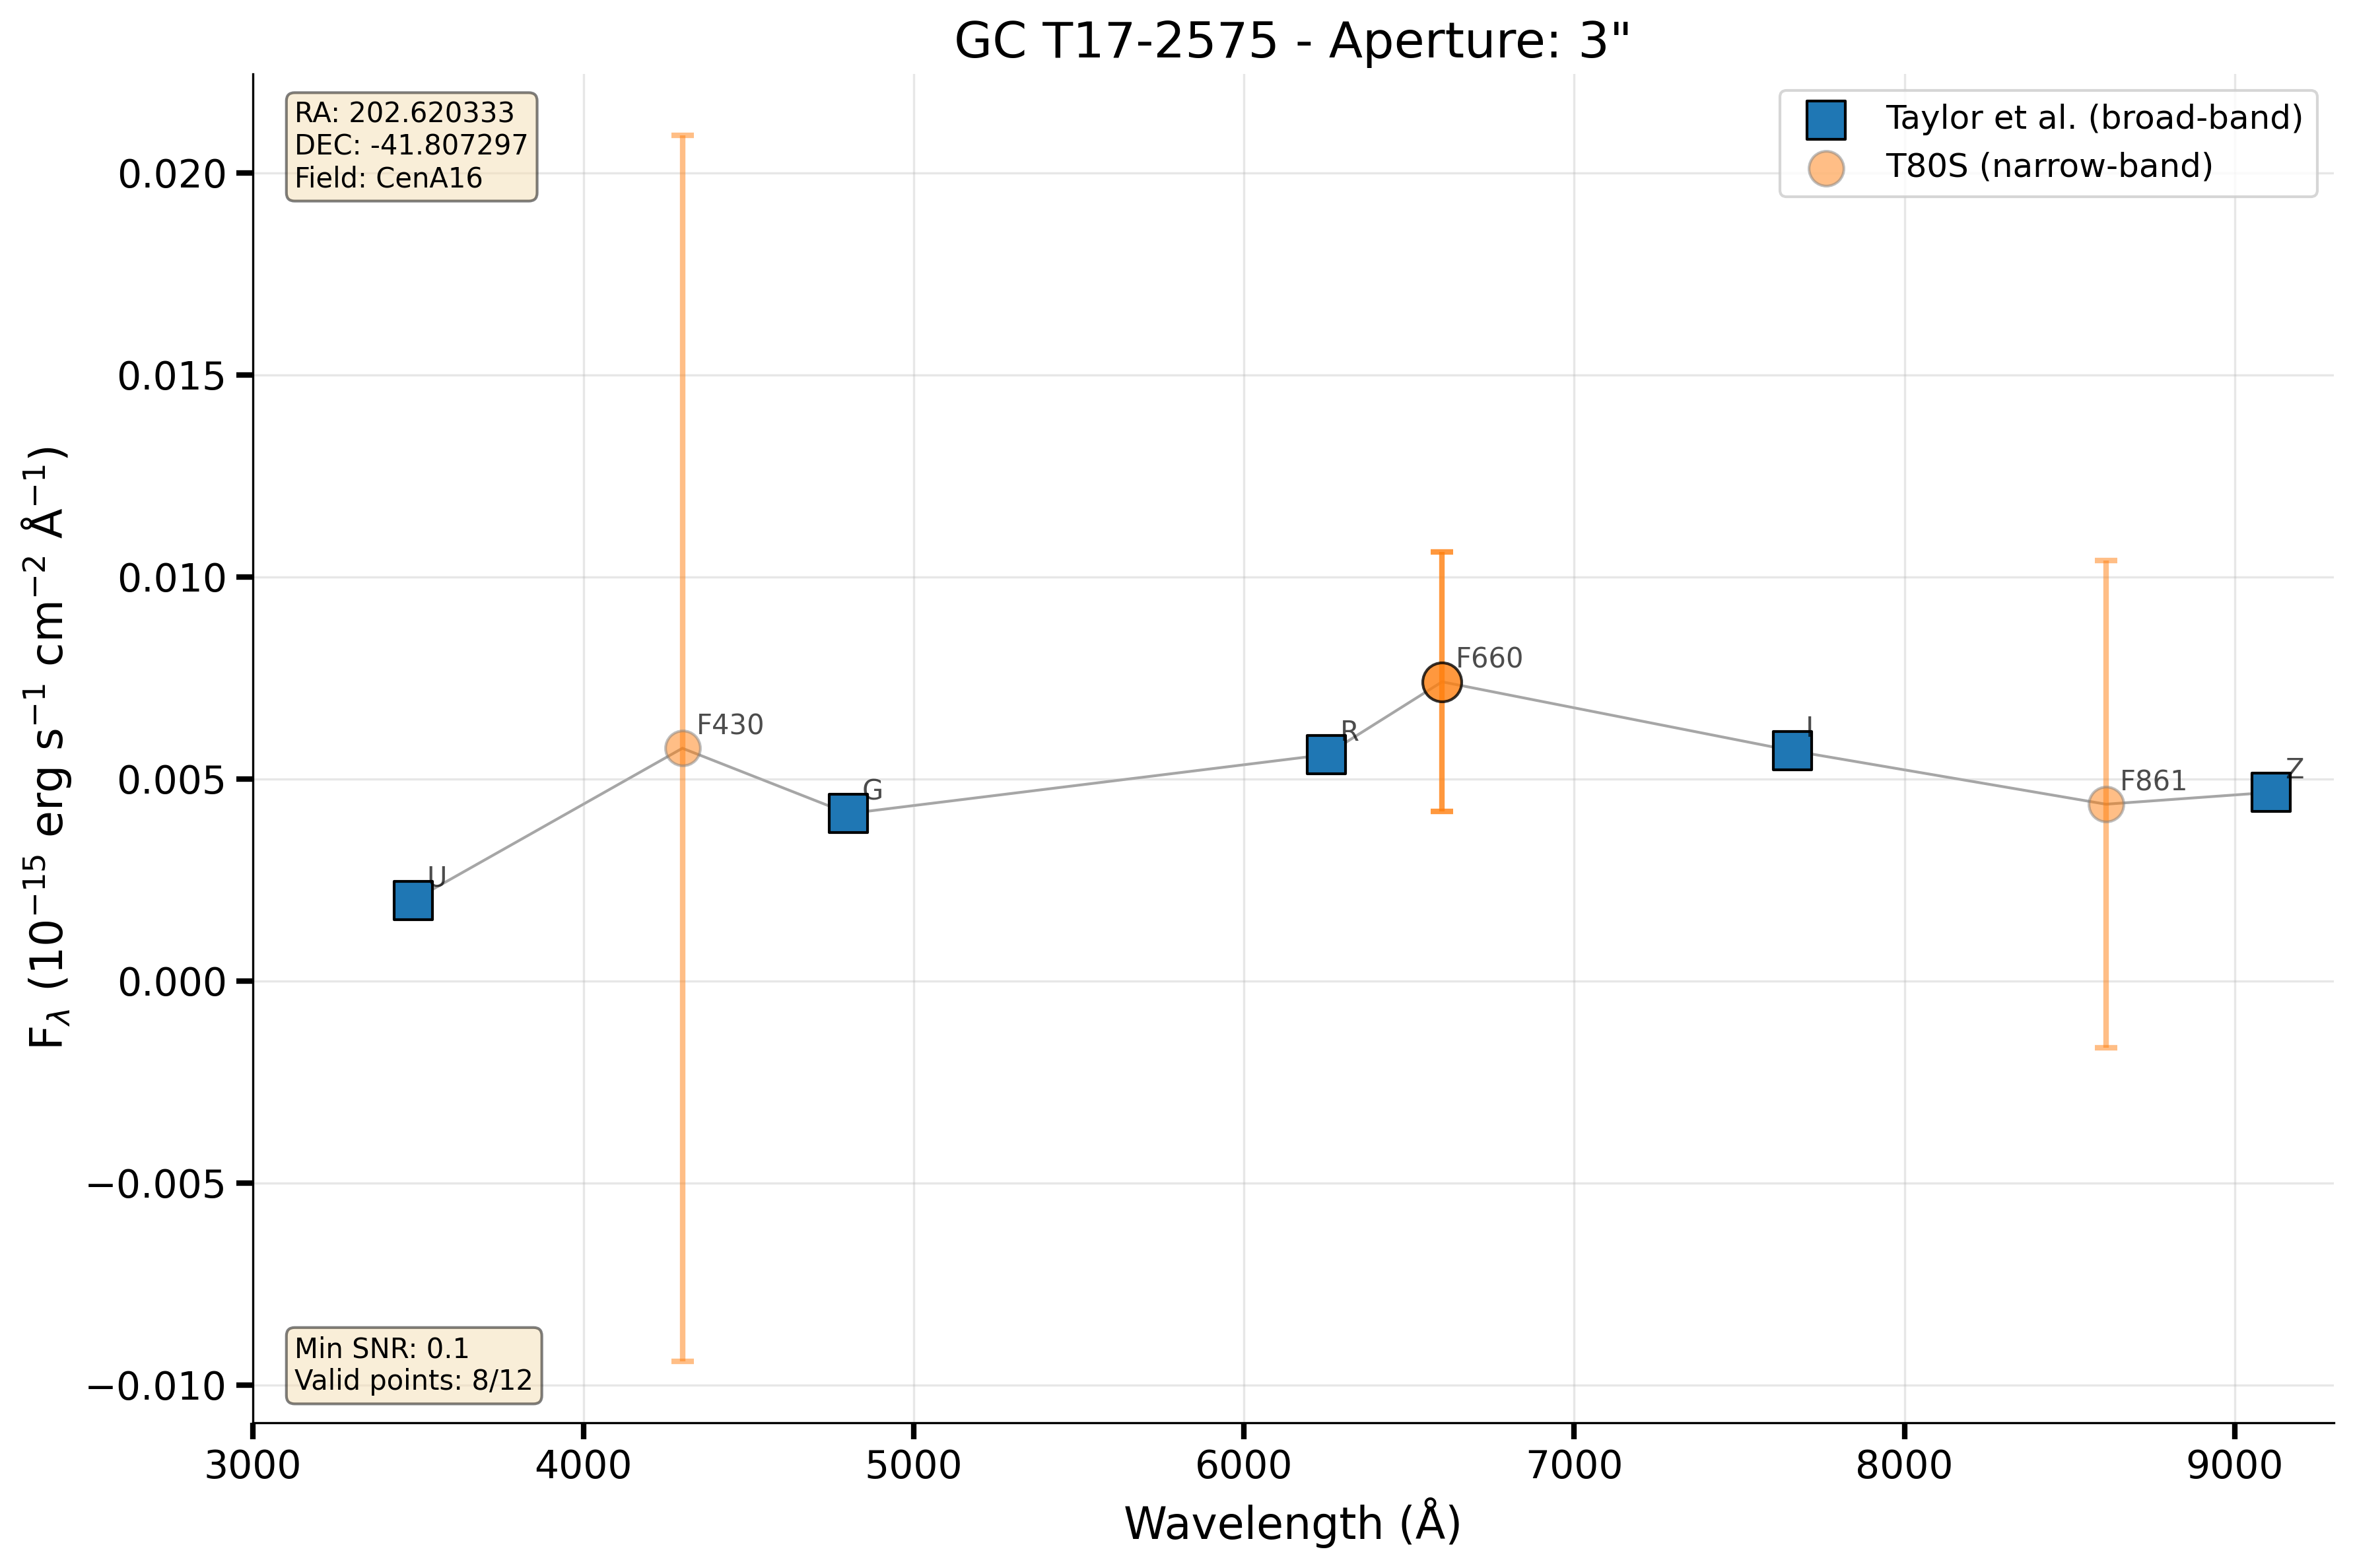 GC T17-2575 - Aperture: 3"
RA: 202.620333
DEC: -41.807297
Field: CenA16
Taylor et al. (broad-band)
T80S (narrow-band)
0.020
0.015
0.010
0.005
0.000
−0.005
−0.010
F_λ (10⁻¹⁵ erg s⁻¹ cm⁻² Å⁻¹)
U
F430
G
R
F660
I
F861
Z
Min SNR: 0.1
Valid points: 8/12
3000 4000 5000 6000 7000 8000 9000
Wavelength (Å)